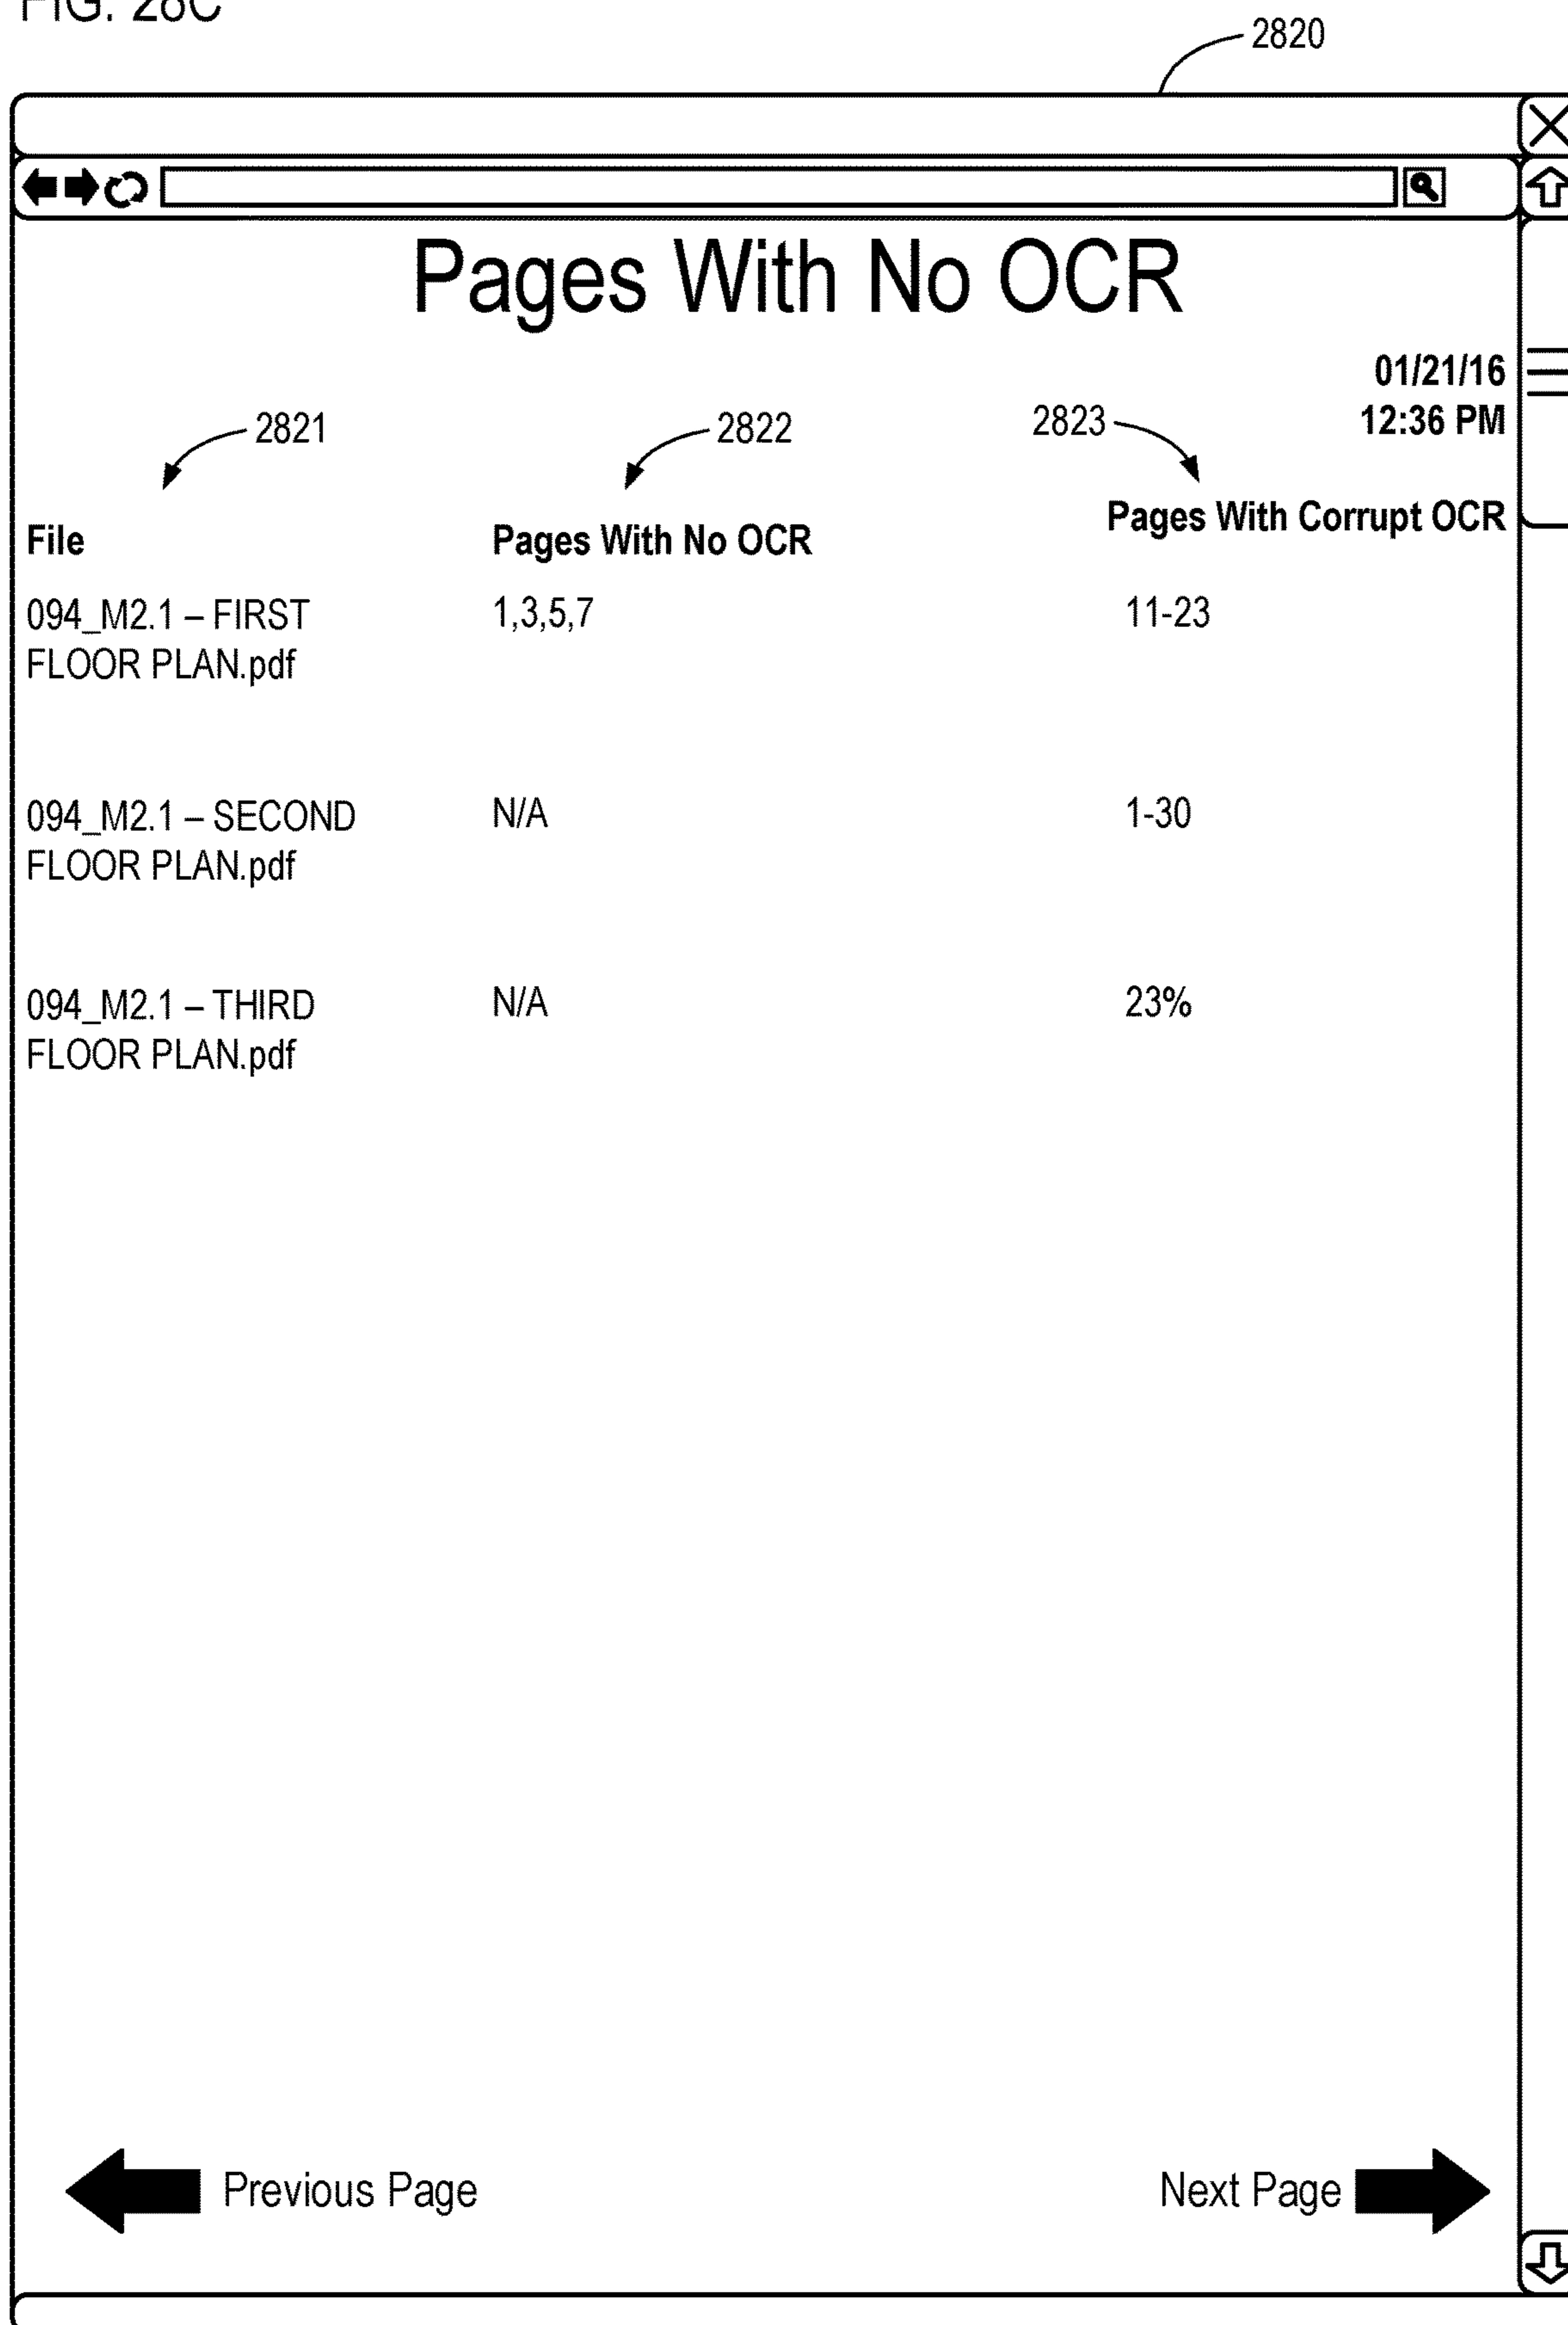 FIG. 28C
2820
Pages With No OCR
01/21/16
12:36 PM
2821
2822
2823
File
Pages With No OCR
Pages With Corrupt OCR
094_M2.1 – FIRST
FLOOR PLAN.pdf
1,3,5,7
11-23
094_M2.1 – SECOND
FLOOR PLAN.pdf
N/A
1-30
094_M2.1 – THIRD
FLOOR PLAN.pdf
N/A
23%
Previous Page
Next Page